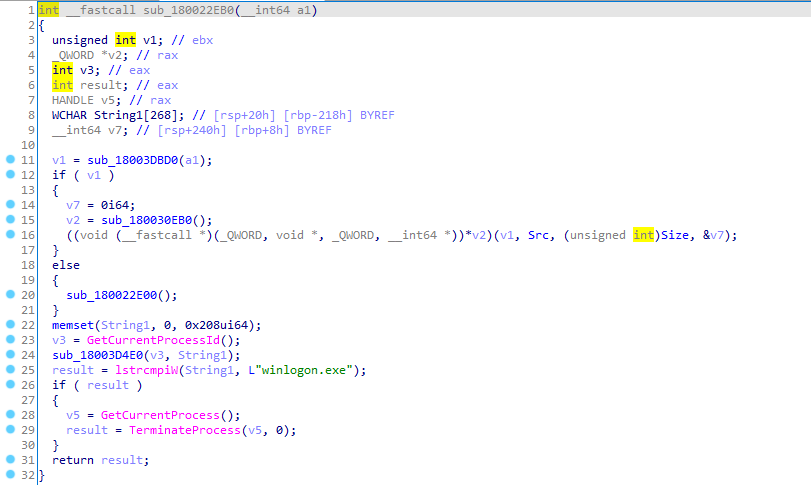 1 int __fastcall sub_180022EB0(__int64 a1)
2 {
3 unsigned int v1; // ebx
4 _QWORD *v2; // rax
5 int v3; // eax
6 int result; // eax
7 HANDLE v5; // rax
8 WCHAR String1[268]; // [rsp+20h] [rbp-218h] BYREF
9 __int64 v7; // [rsp+240h] [rbp+8h] BYREF
10
11 v1 = sub_18003DBD0(a1);
12 if ( v1 )
13 {
14 v7 = 0i64;
15 v2 = sub_180030EB0();
16 ((void (__fastcall *)(_QWORD, void *, _QWORD, __int64 *))*v2)(v1, Src, (unsigned int)Size, &v7);
17 }
18 else
19 {
20 sub_180022E00();
21 }
22 memset(String1, 0, 0x208ui64);
23 v3 = GetCurrentProcessId();
24 sub_18003D4E0(v3, String1);
25 result = lstrcmpiW(String1, L"winlogon.exe");
26 if ( result )
27 {
28 v5 = GetCurrentProcess();
29 result = TerminateProcess(v5, 0);
30 }
31 return result;
32 }